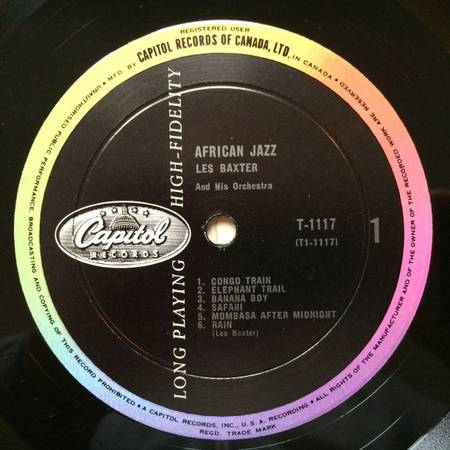 REGISTERED USER
• MFD. BY CAPITOL RECORDS OF CANADA, LTD. IN CANADA •
UNAUTHORISED PUBLIC PERFORMANCE, BROADCASTING AND COPYING OF THIS RECORD PROHIBITED •
A CAPITOL RECORDS, INC., U.S.A. RECORDING •
REGD. TRADE MARK
ALL RIGHTS OF THE MANUFACTURER AND OF THE OWNER OF THE RECORDED WORK ARE RESERVED
LONG PLAYING HIGH-FIDELITY
Capitol
RECORDS
AFRICAN JAZZ
LES BAXTER
And His Orchestra
T-1117
(T1-1117)
1
1. CONGO TRAIN
2. ELEPHANT TRAIL
3. BANANA BOY
4. SAFARI
5. MOMBASA AFTER MIDNIGHT
6. RAIN
(Les Baxter)